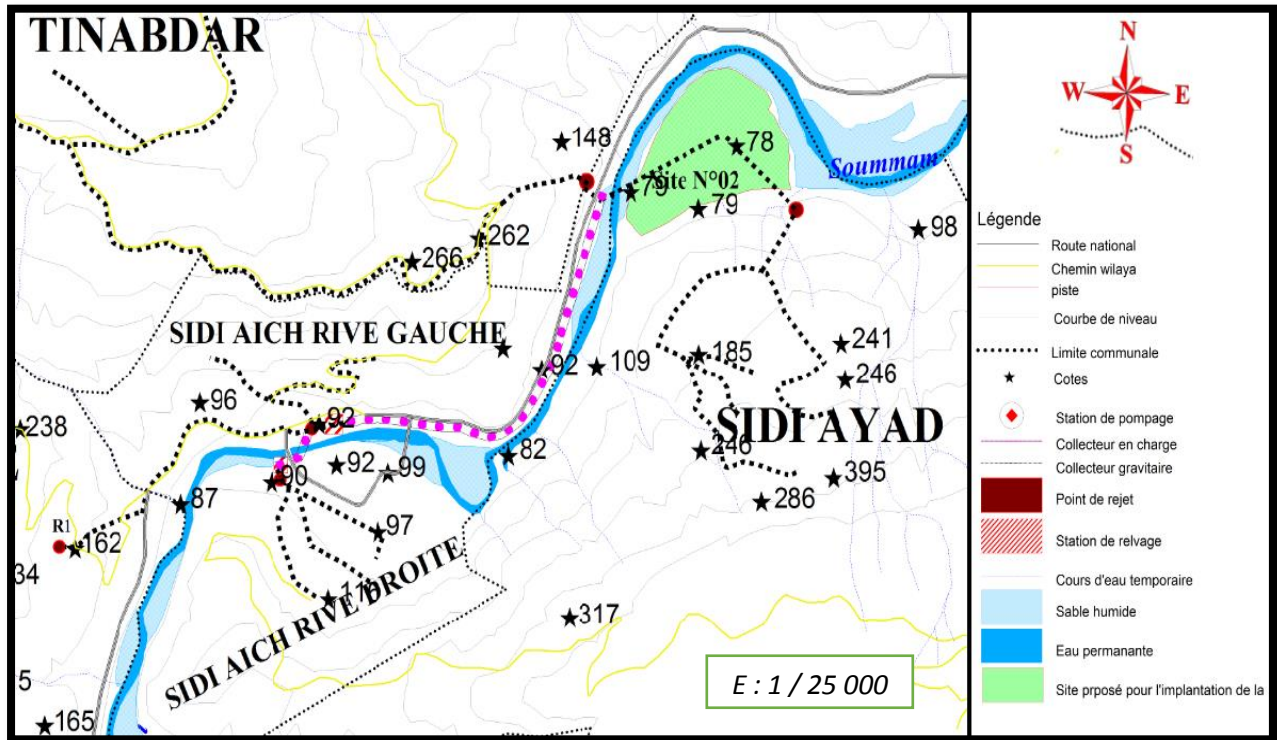 TINABDAR
148
78
Site N°02
79
79
Soummam
98
262
266
SIDI AICH RIVE GAUCHE
92
109
185
241
246
SIDI AYAD
96
92
238
92
99
82
246
395
286
90
87
97
R1
162
34
SIDI AICH RIVE DROITE
317
5
165
E : 1 / 25 000
N
W
E
S
Légende
Route national
Chemin wilaya
piste
Courbe de niveau
Limite communale
Cotes
Station de pompage
Collecteur en charge
Collecteur gravitaire
Point de rejet
Station de relvage
Cours d'eau temporaire
Sable humide
Eau permanante
Site prposé pour l'implantation de la